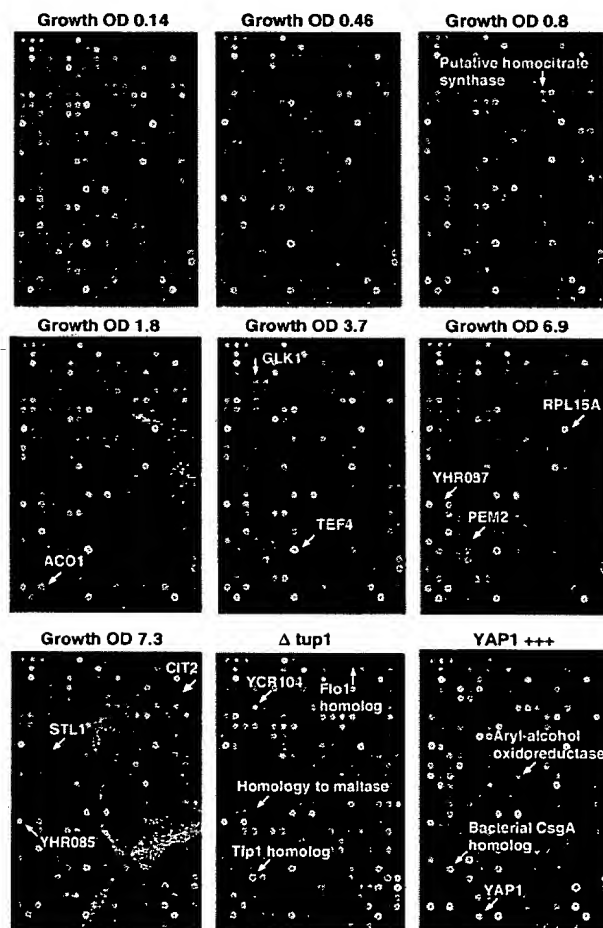 Growth OD 0.14
Growth OD 0.46
Growth OD 0.8
Putative homocitrate
synthase
Growth OD 1.8
Growth OD 3.7
Growth OD 6.9
ACO1
GLK1
TEF4
RPL15A
YHR087
PEM2
Growth OD 7.3
Δ tup1
YAP1 +++
CIT2
STL1
YHR085
YCR104
Flo1
homolog
Homology to maltase
Tip1 homolog
Aryl-alcohol
oxidoreductase
Bacterial CsgA
homolog
YAP1